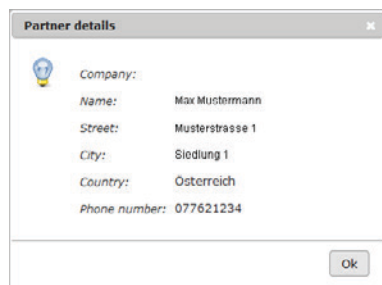 Partner details
Company:
Name: Max Mustermann
Street: Musterstrasse 1
City: Siedlung 1
Country: Österreich
Phone number: 077621234
Ok